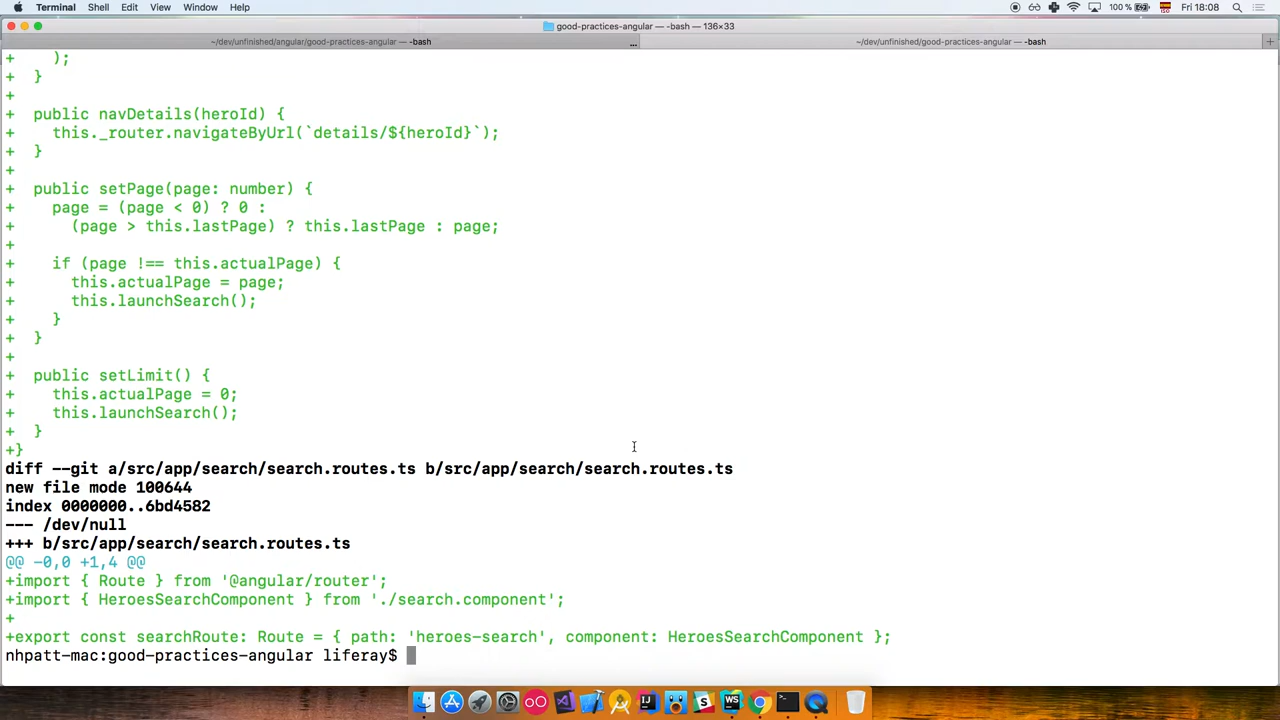 Terminal Shell Edit View Window Help 100 % Fri 18:08
good-practices-angular — -bash — 136×33
~/dev/unfinished/angular/good-practices-angular — -bash ... ~/dev/unfinished/good-practices-angular — -bash +
+    );
+  }
+
+  public navDetails(heroId) {
+    this._router.navigateByUrl(`details/${heroId}`);
+  }
+
+  public setPage(page: number) {
+    page = (page < 0) ? 0 :
+      (page > this.lastPage) ? this.lastPage : page;
+
+    if (page !== this.actualPage) {
+      this.actualPage = page;
+      this.launchSearch();
+    }
+  }
+
+  public setLimit() {
+    this.actualPage = 0;
+    this.launchSearch();
+  }
+}
diff --git a/src/app/search/search.routes.ts b/src/app/search/search.routes.ts
new file mode 100644
index 0000000..6bd4582
--- /dev/null
+++ b/src/app/search/search.routes.ts
@@ -0,0 +1,4 @@
+import { Route } from '@angular/router';
+import { HeroesSearchComponent } from './search.component';
+
+export const searchRoute: Route = { path: 'heroes-search', component: HeroesSearchComponent };
nhpatt-mac:good-practices-angular liferay$